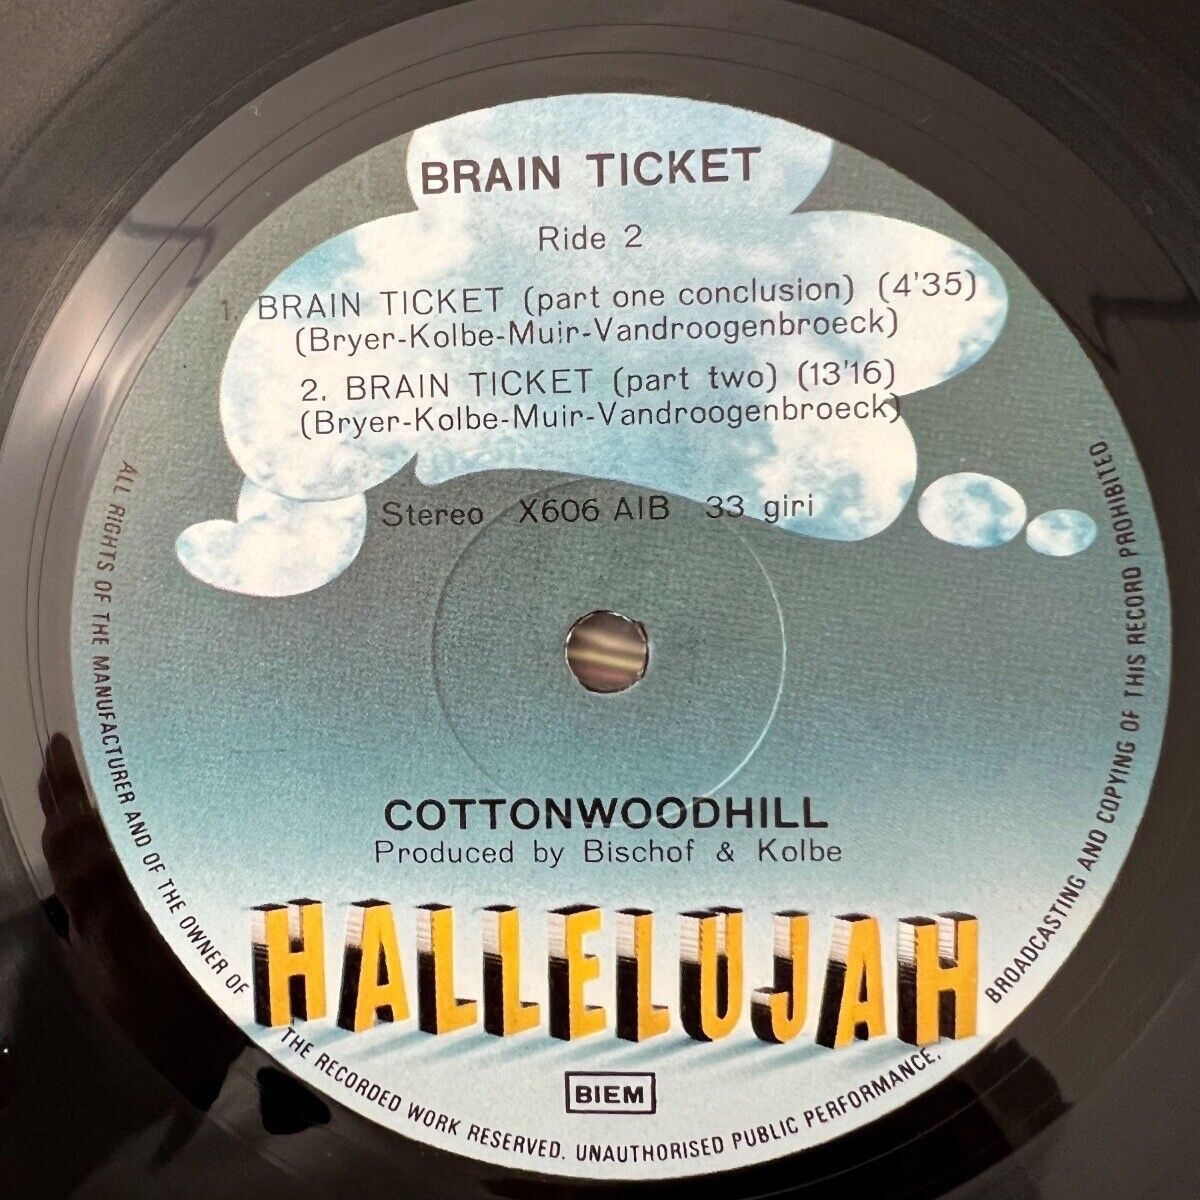 BRAIN TICKET
Ride 2
1. BRAIN TICKET (part one conclusion) (4'35)
(Bryer-Kolbe-Muir-Vandroogenbroeck)
2. BRAIN TICKET (part two) (13'16)
(Bryer-Kolbe-Muir-Vandroogenbroeck)
Stereo X606 AIB 33 giri
COTTONWOODHILL
Produced by Bischof & Kolbe
HALLELUJAH
BIEM
ALL RIGHTS OF THE MANUFACTURER AND OF THE OWNER OF THE RECORDED WORK RESERVED. UNAUTHORISED PUBLIC PERFORMANCE. BROADCASTING AND COPYING OF THIS RECORD PROHIBITED